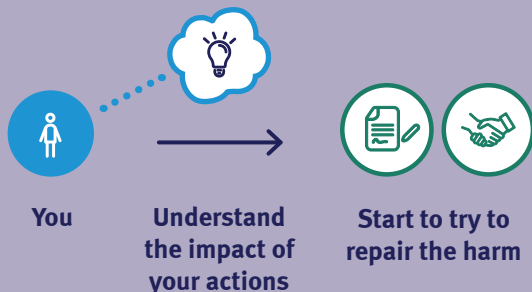 You
Understand
the impact of
your actions
Start to try to
repair the harm